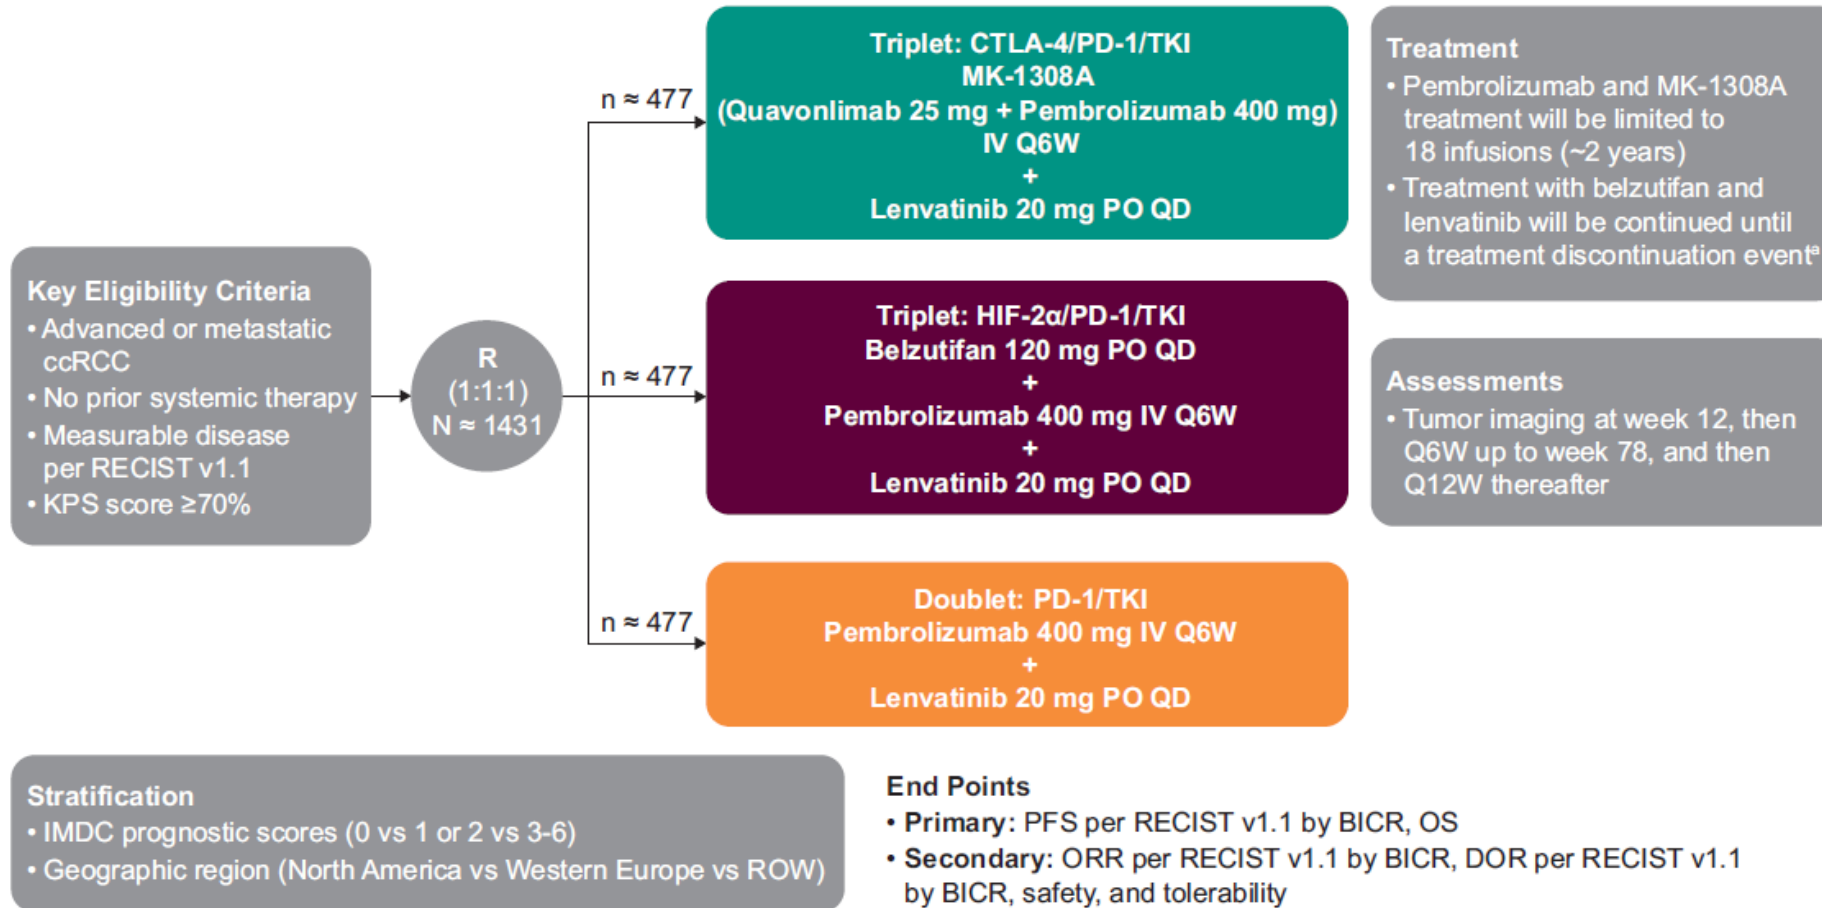 Key Eligibility Criteria
• Advanced or metastatic
ccRCC
• No prior systemic therapy
• Measurable disease
per RECIST v1.1
• KPS score ≥70%
R
(1:1:1)
N ≈ 1431
n ≈ 477
Triplet: CTLA-4/PD-1/TKI
MK-1308A
(Quavonlimab 25 mg + Pembrolizumab 400 mg)
IV Q6W
+
Lenvatinib 20 mg PO QD
n ≈ 477
Triplet: HIF-2α/PD-1/TKI
Belzutifan 120 mg PO QD
+
Pembrolizumab 400 mg IV Q6W
+
Lenvatinib 20 mg PO QD
n ≈ 477
Doublet: PD-1/TKI
Pembrolizumab 400 mg IV Q6W
+
Lenvatinib 20 mg PO QD
Treatment
• Pembrolizumab and MK-1308A
treatment will be limited to
18 infusions (~2 years)
• Treatment with belzutifan and
lenvatinib will be continued until
a treatment discontinuation eventᵃ
Assessments
• Tumor imaging at week 12, then
Q6W up to week 78, and then
Q12W thereafter
Stratification
• IMDC prognostic scores (0 vs 1 or 2 vs 3-6)
• Geographic region (North America vs Western Europe vs ROW)
End Points
• Primary: PFS per RECIST v1.1 by BICR, OS
• Secondary: ORR per RECIST v1.1 by BICR, DOR per RECIST v1.1
by BICR, safety, and tolerability